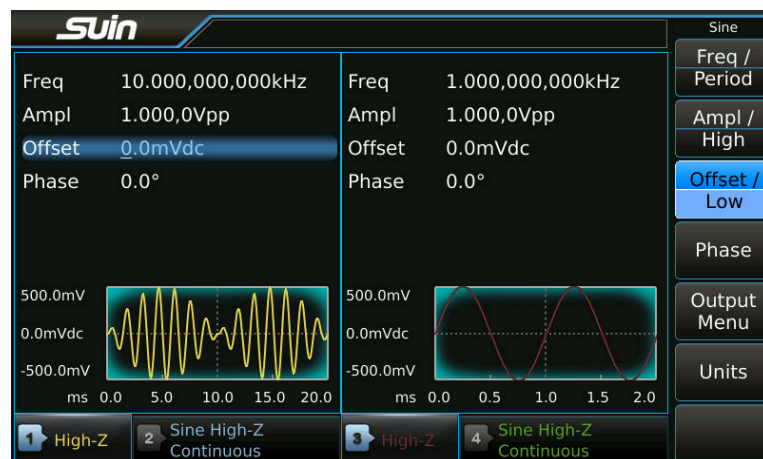 Suin
Sine
Freq 10.000,000,000kHz
Ampl 1.000,0Vpp
Offset 0.0mVdc
Phase 0.0°
500.0mV
0.0mVdc
-500.0mV
ms 0.0 5.0 10.0 15.0 20.0
1 High-Z
2 Sine High-Z
Continuous
Freq 1.000,000,000kHz
Ampl 1.000,0Vpp
Offset 0.0mVdc
Phase 0.0°
500.0mV
0.0mVdc
-500.0mV
ms 0.0 0.5 1.0 1.5 2.0
3 High-Z
4 Sine High-Z
Continuous
Freq /
Period
Ampl /
High
Offset /
Low
Phase
Output
Menu
Units